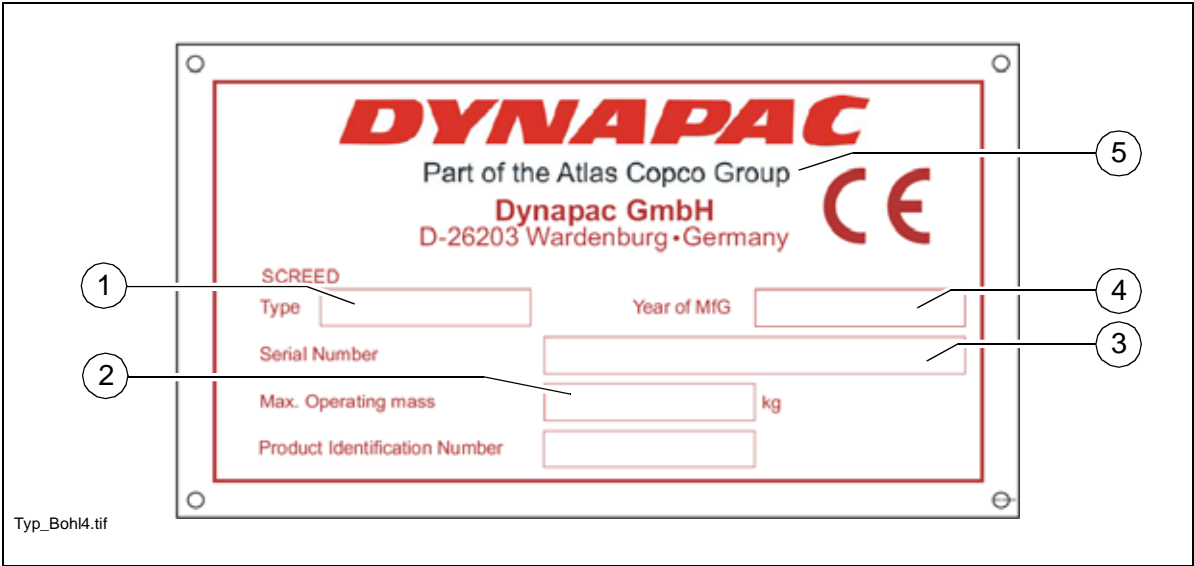 DYNAPAC
Part of the Atlas Copco Group
5
CE
Dynapac GmbH
D-26203 Wardenburg•Germany
SCREED
1
Type
Year of MfG
4
Serial Number
3
2
Max. Operating mass
kg
Product Identification Number
Typ_Bohl4.tif